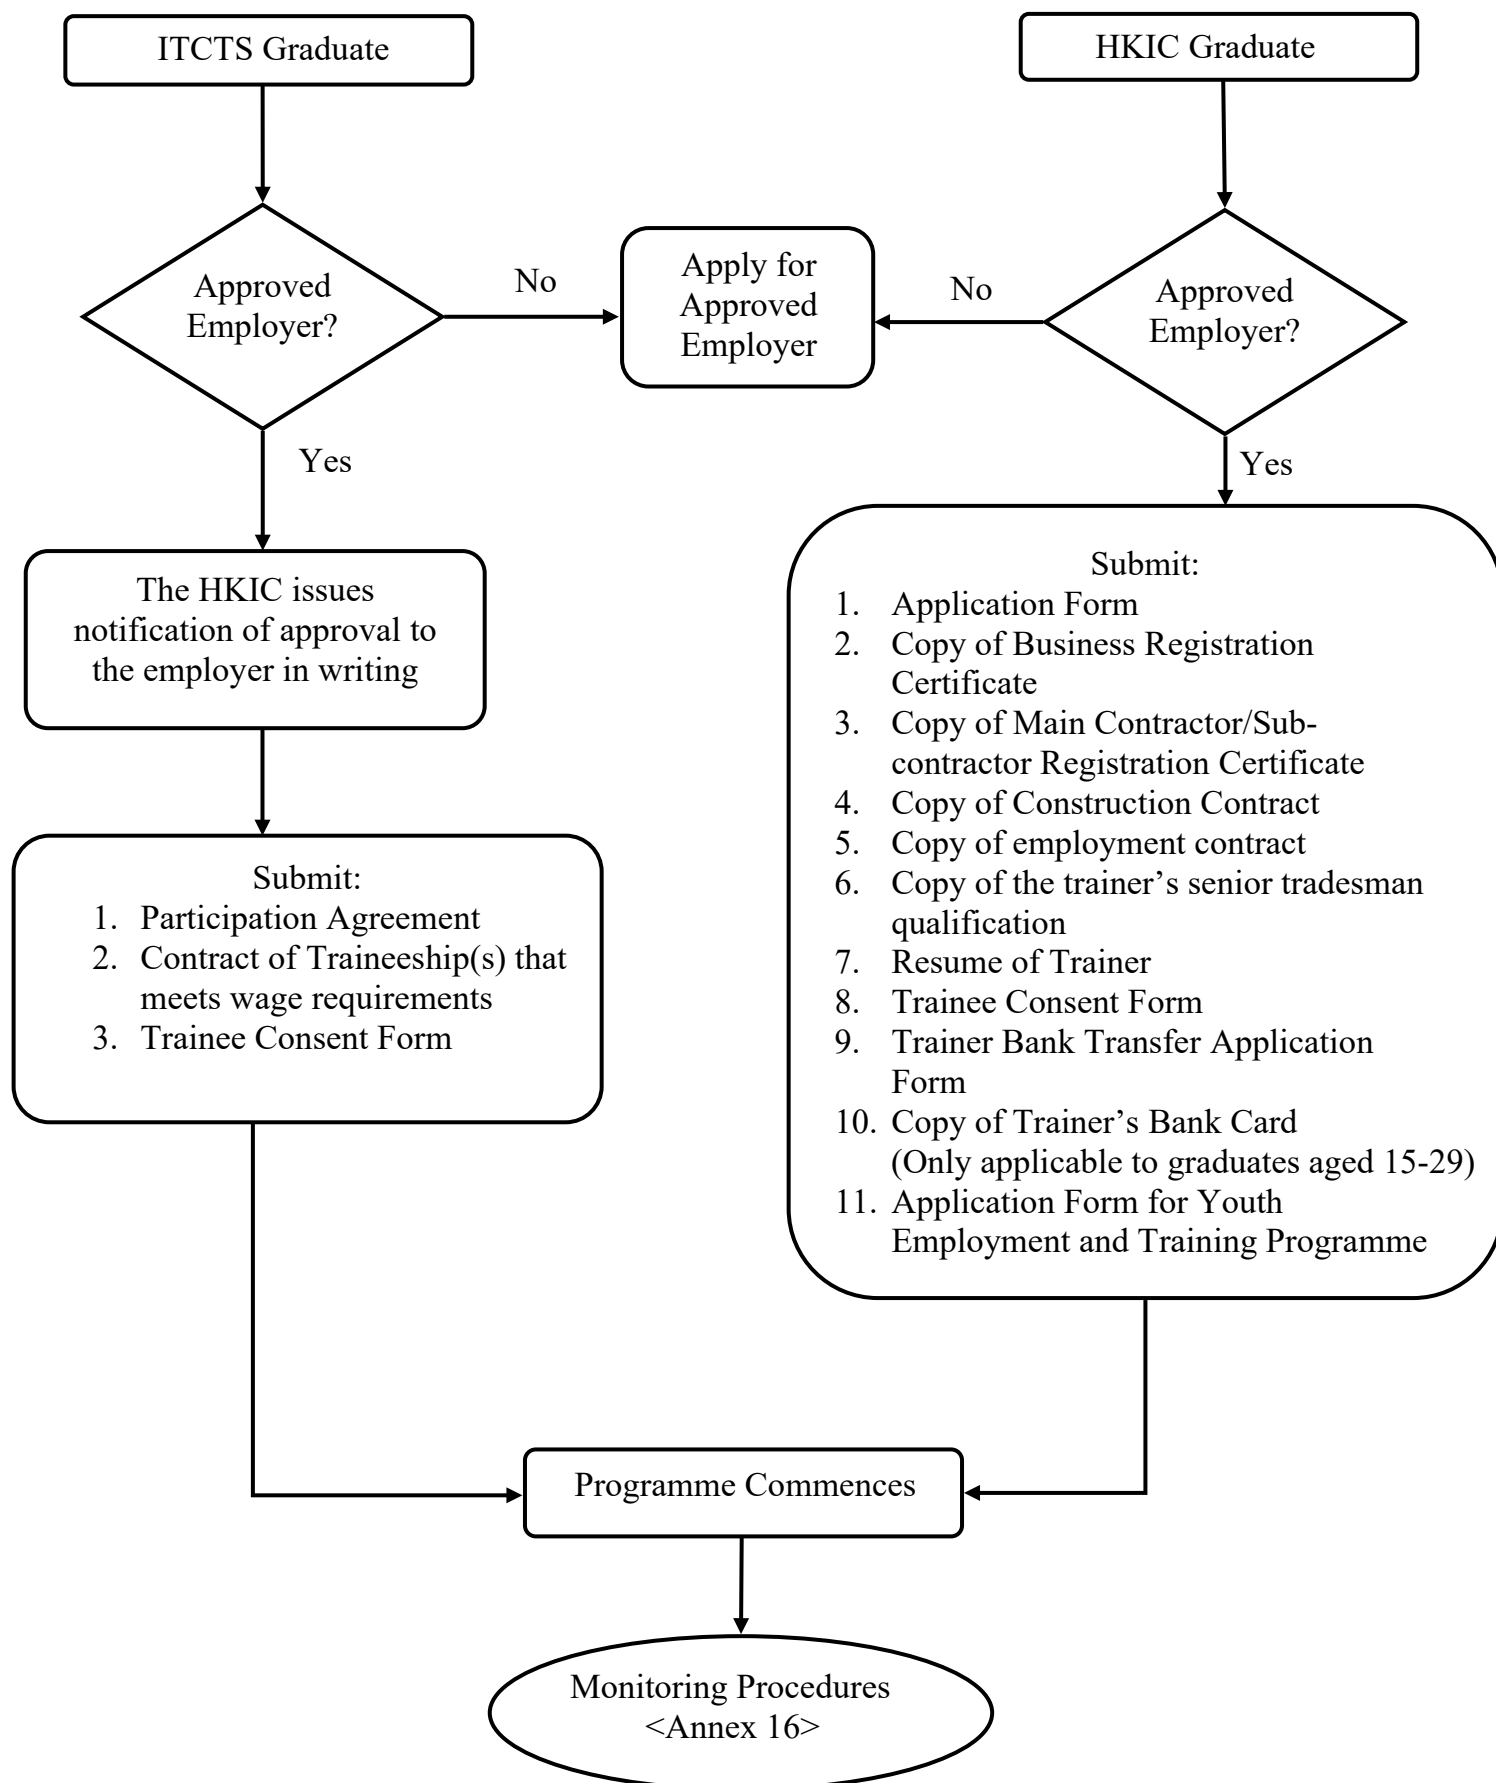 ITCTS Graduate
HKIC Graduate
Approved
Employer?
No
Apply for
Approved
Employer
No
Approved
Employer?
Yes
Yes
The HKIC issues
notification of approval to
the employer in writing
Submit:
1. Participation Agreement
2. Contract of Traineeship(s) that
meets wage requirements
3. Trainee Consent Form
Submit:
1. Application Form
2. Copy of Business Registration
Certificate
3. Copy of Main Contractor/Sub-
contractor Registration Certificate
4. Copy of Construction Contract
5. Copy of employment contract
6. Copy of the trainer’s senior tradesman
qualification
7. Resume of Trainer
8. Trainee Consent Form
9. Trainer Bank Transfer Application
Form
10. Copy of Trainer’s Bank Card
(Only applicable to graduates aged 15-29)
11. Application Form for Youth
Employment and Training Programme
Programme Commences
Monitoring Procedures
<Annex 16>